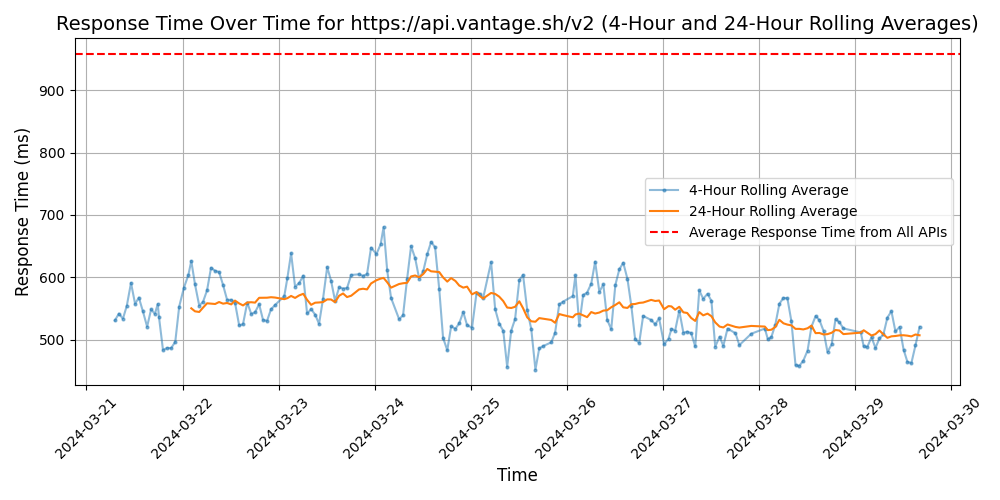 Response Time Over Time for https://api.vantage.sh/v2 (4-Hour and 24-Hour Rolling Averages)
Response Time (ms)
900
800
700
600
500
4-Hour Rolling Average
24-Hour Rolling Average
Average Response Time from All APIs
2024-03-21
2024-03-22
2024-03-23
2024-03-24
2024-03-25
2024-03-26
2024-03-27
2024-03-28
2024-03-29
2024-03-30
Time